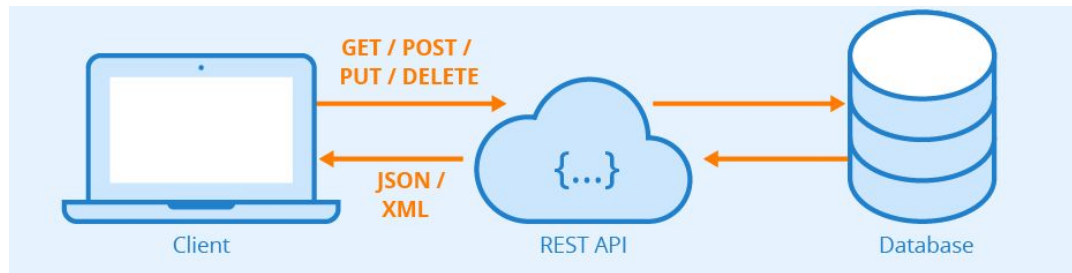 GET / POST /
PUT / DELETE
{...}
JSON /
XML
Client
REST API
Database